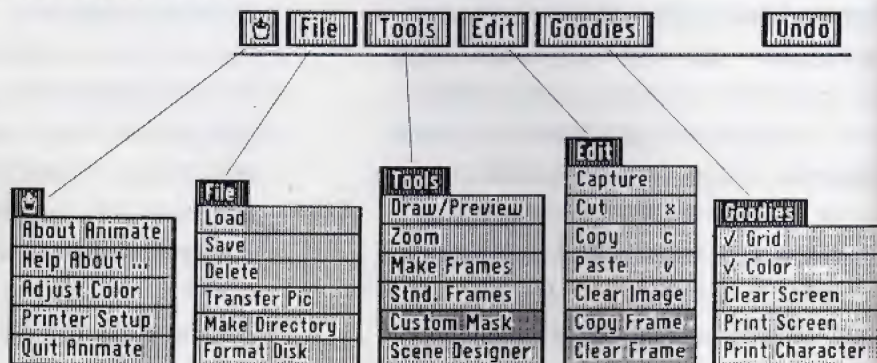 File Tools Edit Goodies Undo
About Animate
Help About ...
Adjust Color
Printer Setup
Quit Animate
File
Load
Save
Delete
Transfer Pic
Make Directory
Format Disk
Tools
Draw/Preview
Zoom
Make Frames
Stnd. Frames
Custom Mask
Scene Designer
Edit
Capture
Cut x
Copy c
Paste v
Clear Image
Copy Frame
Clear Frame
Goodies
√ Grid
√ Color
Clear Screen
Print Screen
Print Character